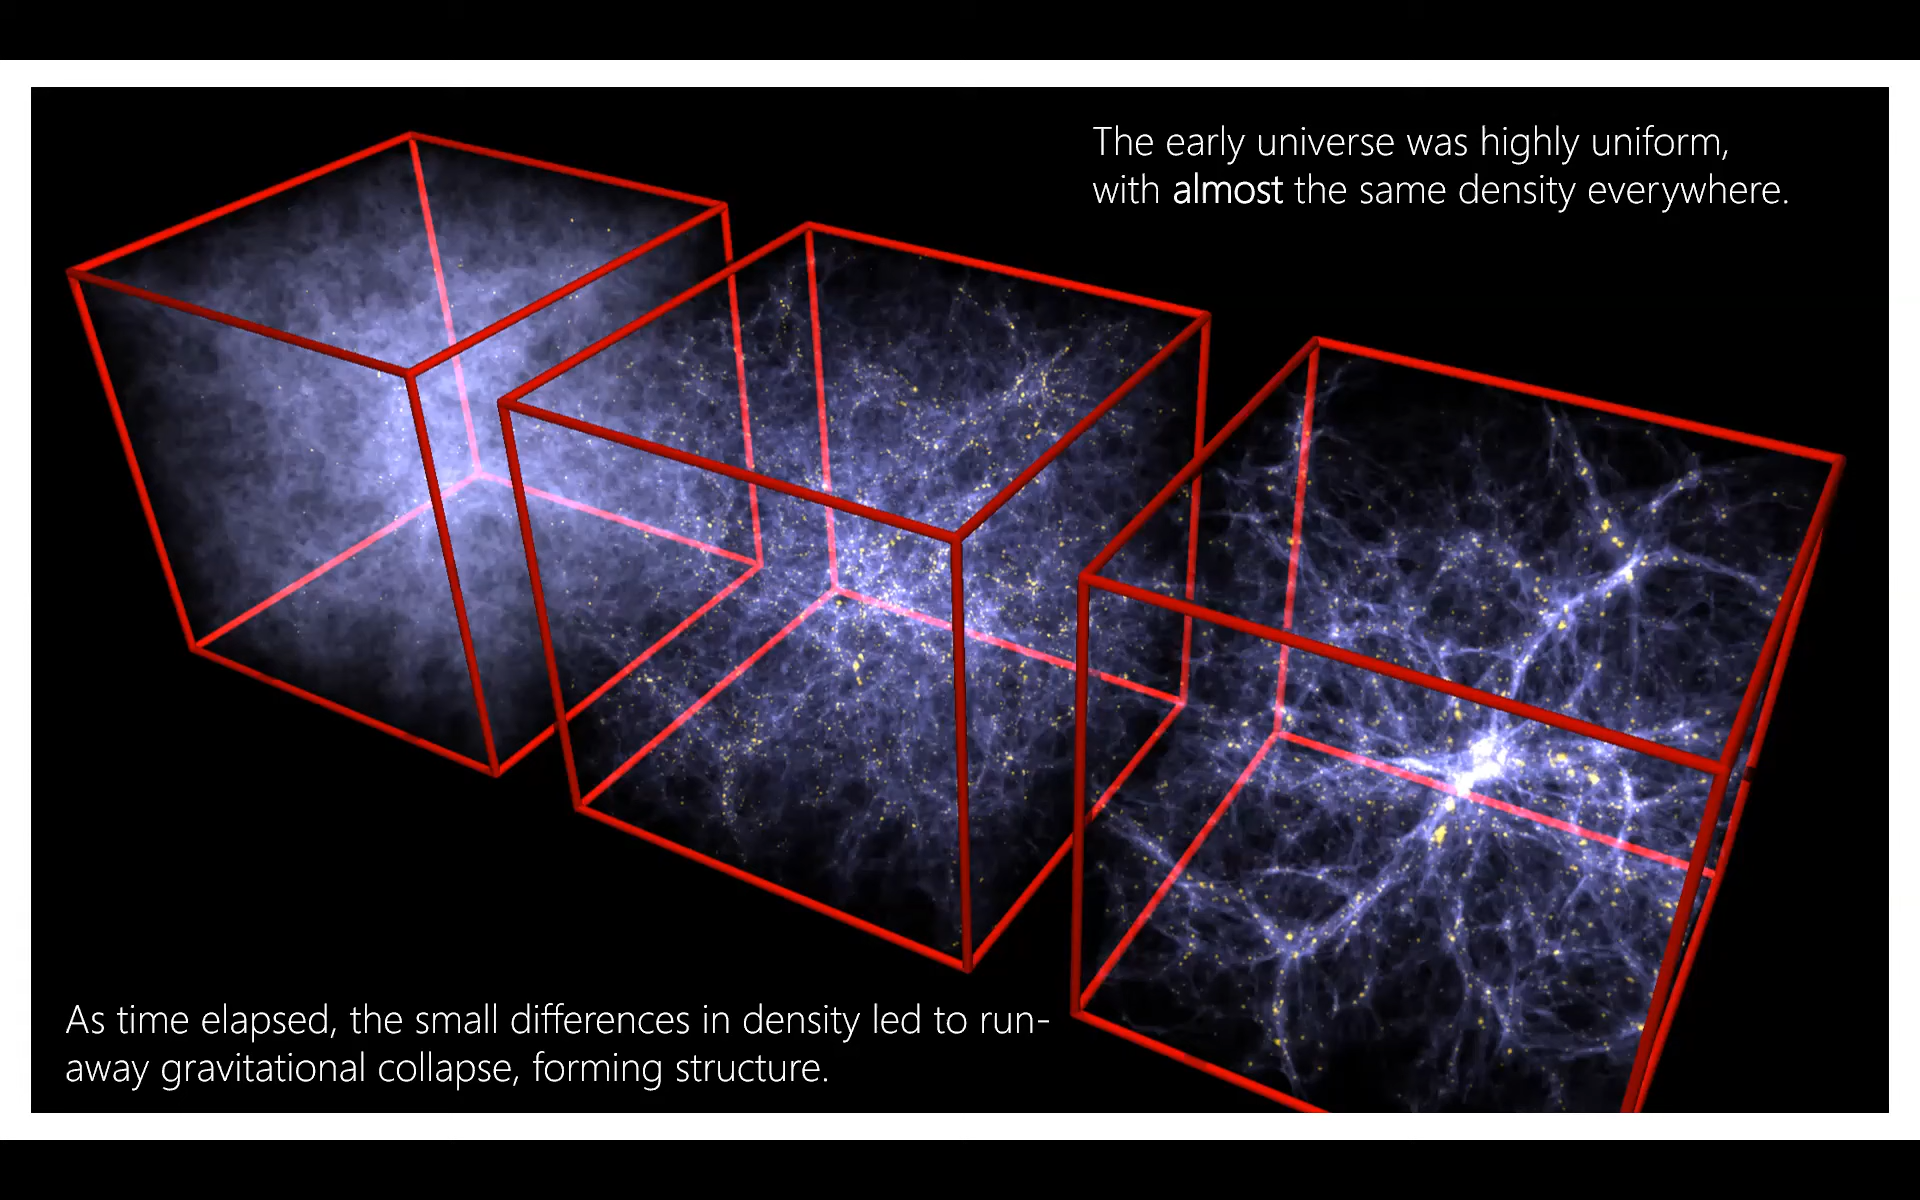 The early universe was highly uniform,
with almost the same density everywhere.
As time elapsed, the small differences in density led to run-
away gravitational collapse, forming structure.